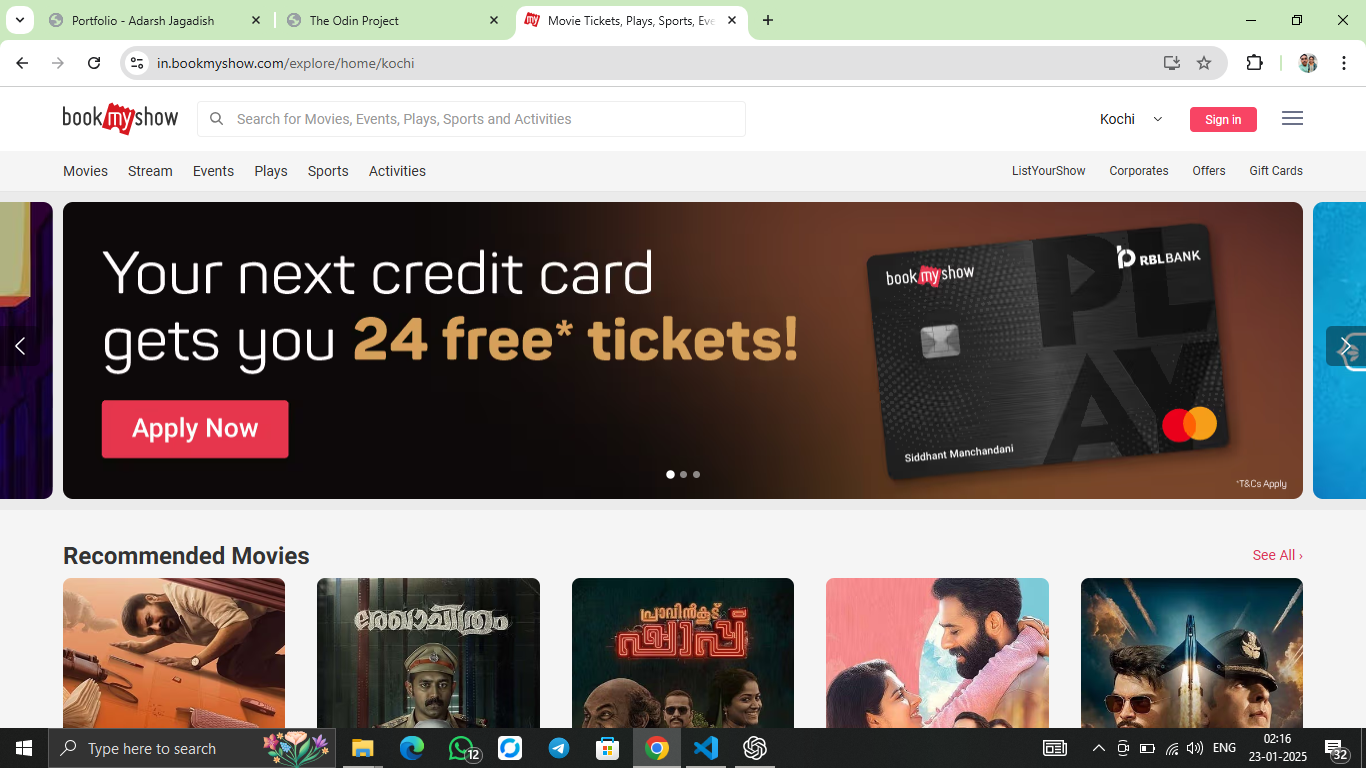 Portfolio - Adarsh Jagadish
The Odin Project
my
Movie Tickets, Plays, Sports, Eve
in.bookmyshow.com/explore/home/kochi
bookmyshow
Search for Movies, Events, Plays, Sports and Activities
Kochi
Sign in
Movies
Stream
Events
Plays
Sports
Activities
ListYourShow
Corporates
Offers
Gift Cards
Your next credit card
gets you 24 free* tickets!
Apply Now
bookmyshow
RBLBANK
PLAY
Siddhant Manchandani
*T&Cs Apply
Recommended Movies
See All ›
രേഖാചിത്രം
പ്രാവിൻകൂട്
ഷാപ്പ്
Type here to search
12
ENG
02:16
23-01-2025
32